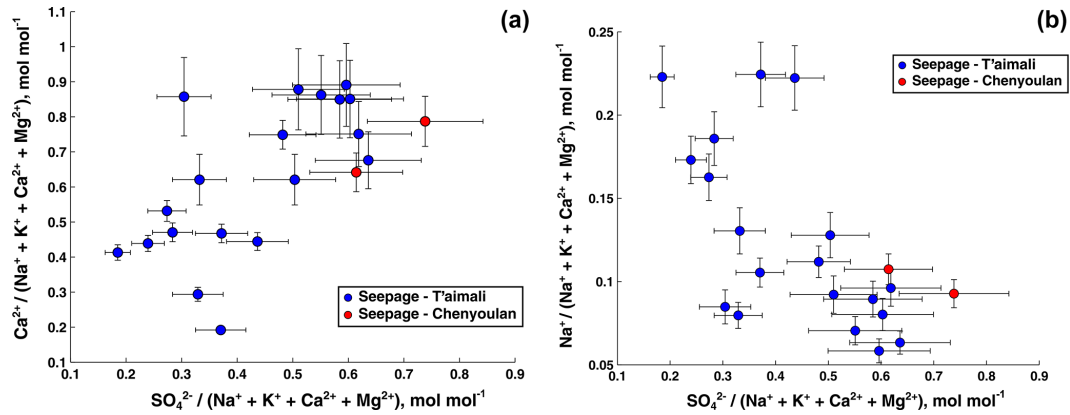 (a)
Ca²⁺ / (Na⁺ + K⁺ + Ca²⁺ + Mg²⁺), mol mol⁻¹
1.1
1
0.9
0.8
0.7
0.6
0.5
0.4
0.3
0.2
0.1
Seepage - T'aimali
Seepage - Chenyoulan
0.1 0.2 0.3 0.4 0.5 0.6 0.7 0.8 0.9
SO₄²⁻ / (Na⁺ + K⁺ + Ca²⁺ + Mg²⁺), mol mol⁻¹
(b)
Na⁺ / (Na⁺ + K⁺ + Ca²⁺ + Mg²⁺), mol mol⁻¹
0.25
0.2
0.15
0.1
0.05
Seepage - T'aimali
Seepage - Chenyoulan
0.1 0.2 0.3 0.4 0.5 0.6 0.7 0.8 0.9
SO₄²⁻ / (Na⁺ + K⁺ + Ca²⁺ + Mg²⁺), mol mol⁻¹